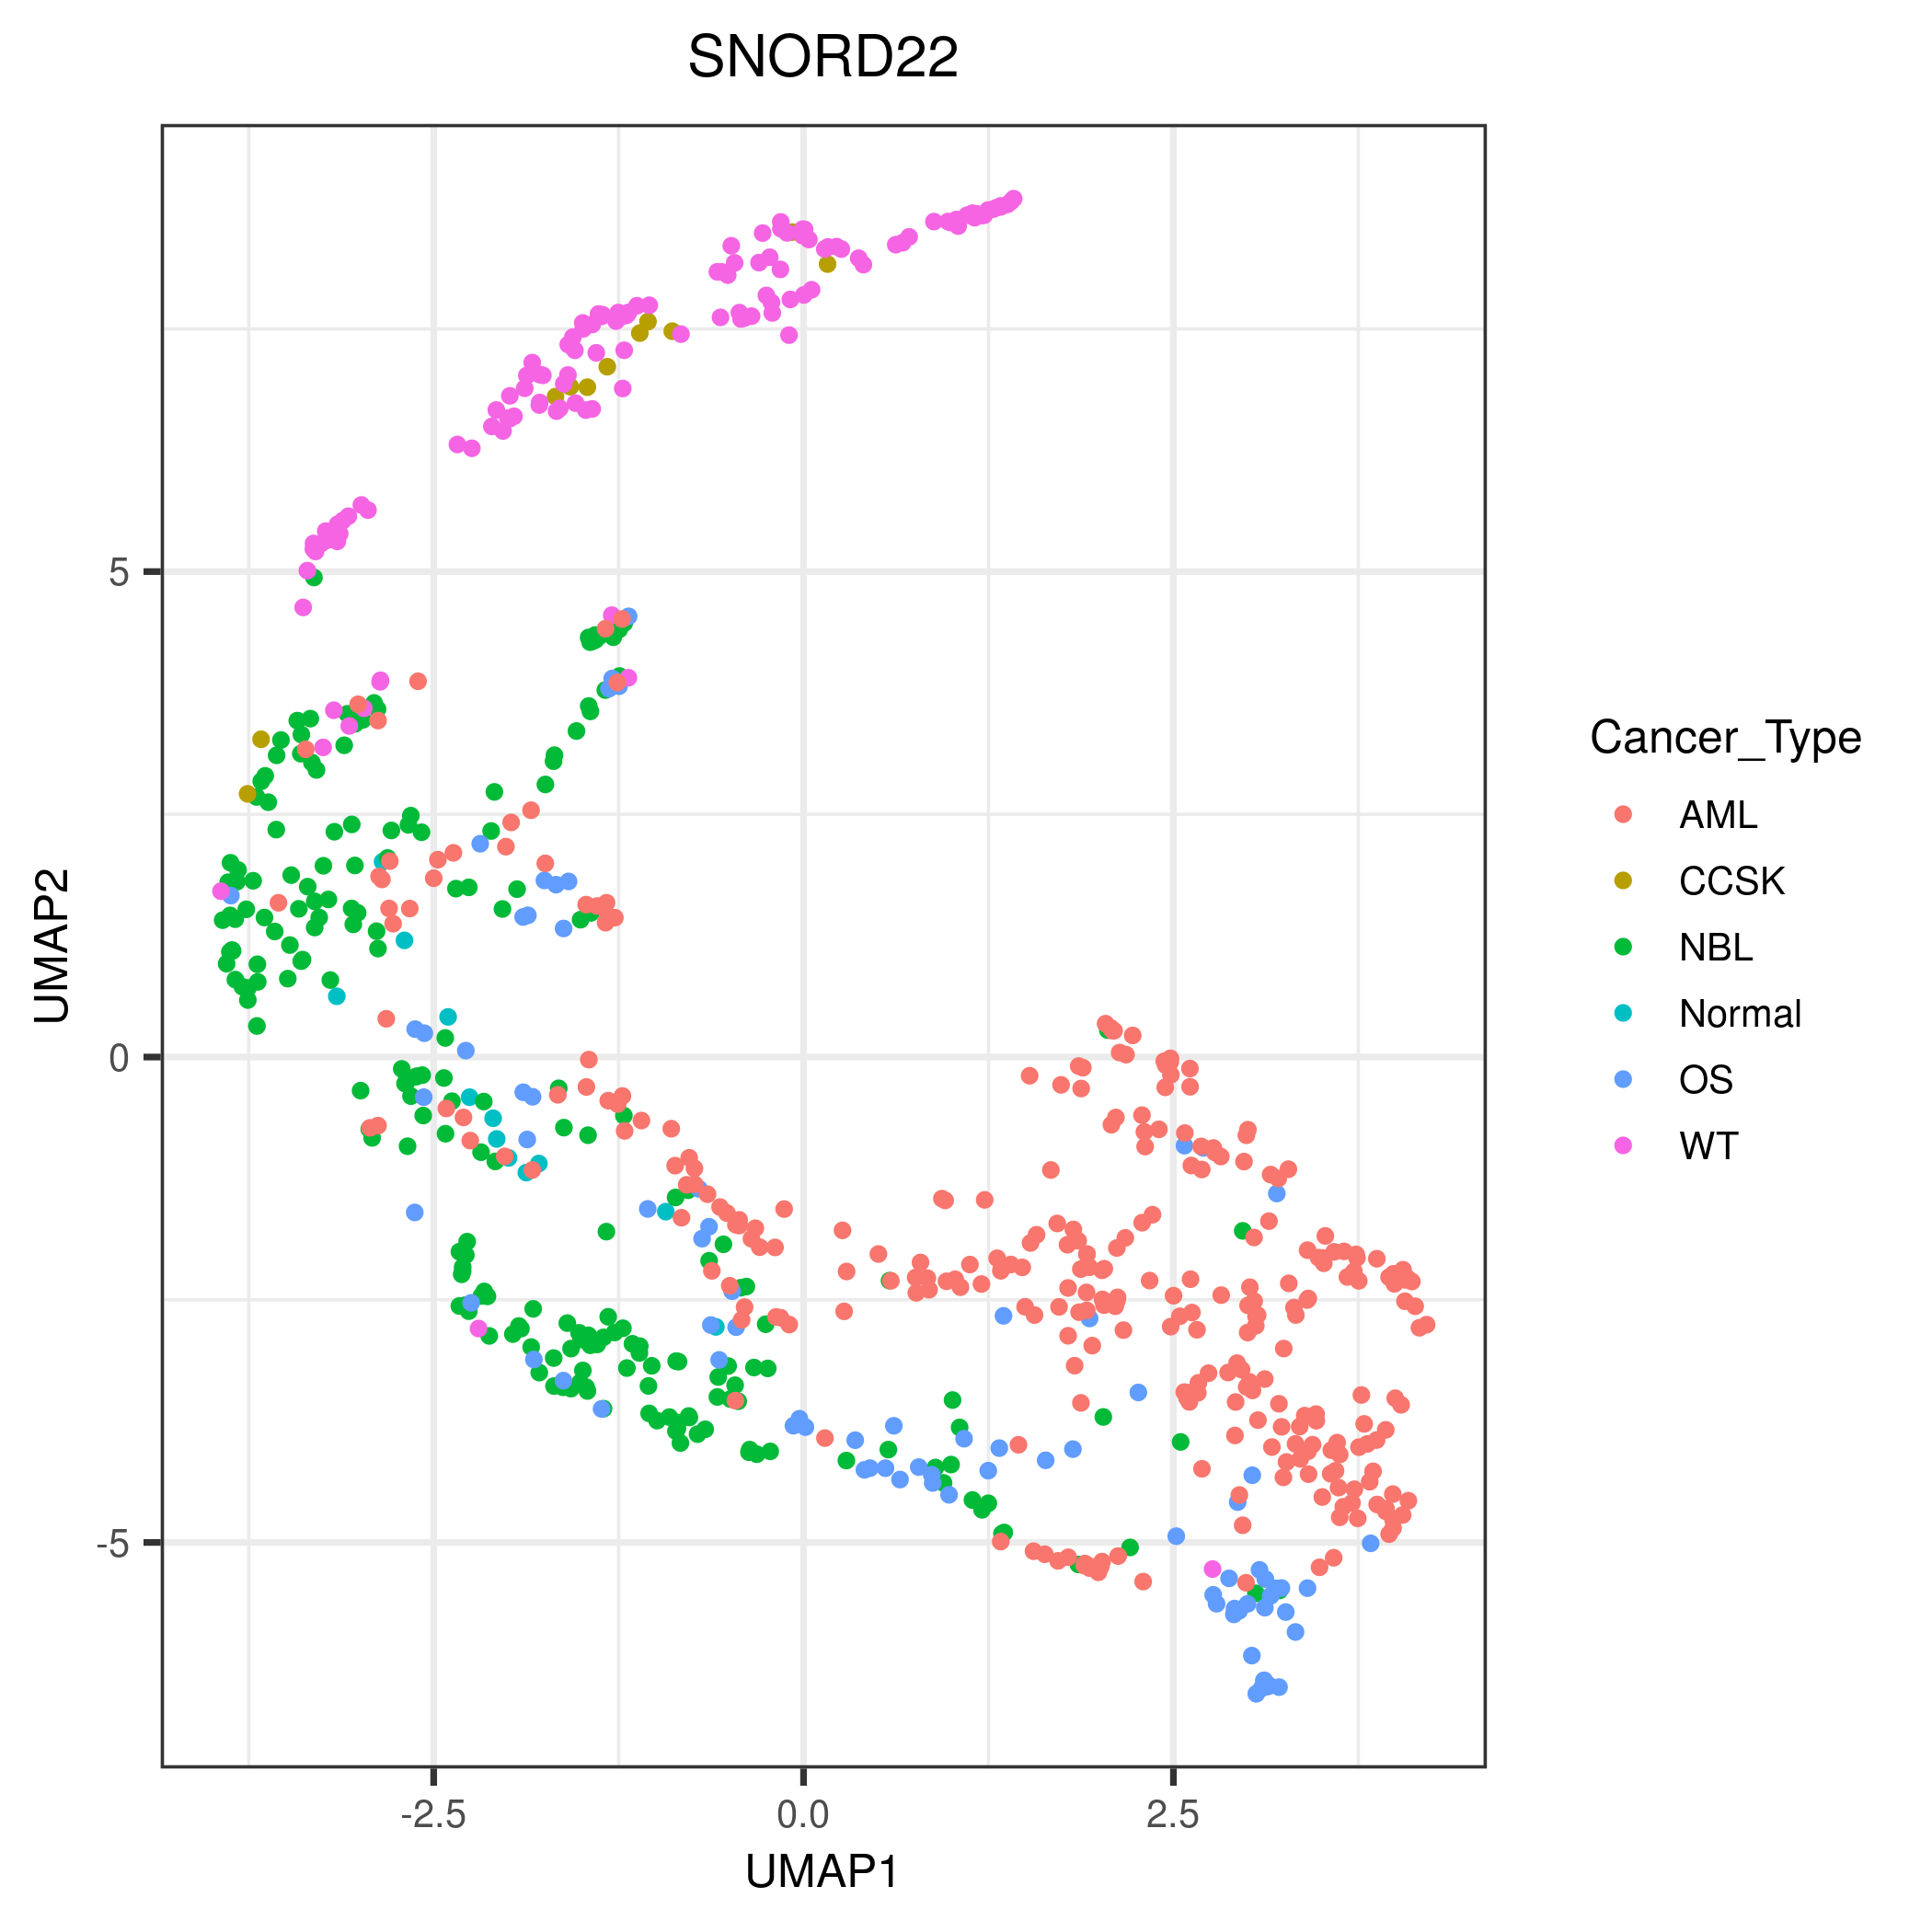 SNORD22
UMAP2
5
0
-5
-2.5
0.0
2.5
UMAP1
Cancer_Type
AML
CCSK
NBL
Normal
OS
WT